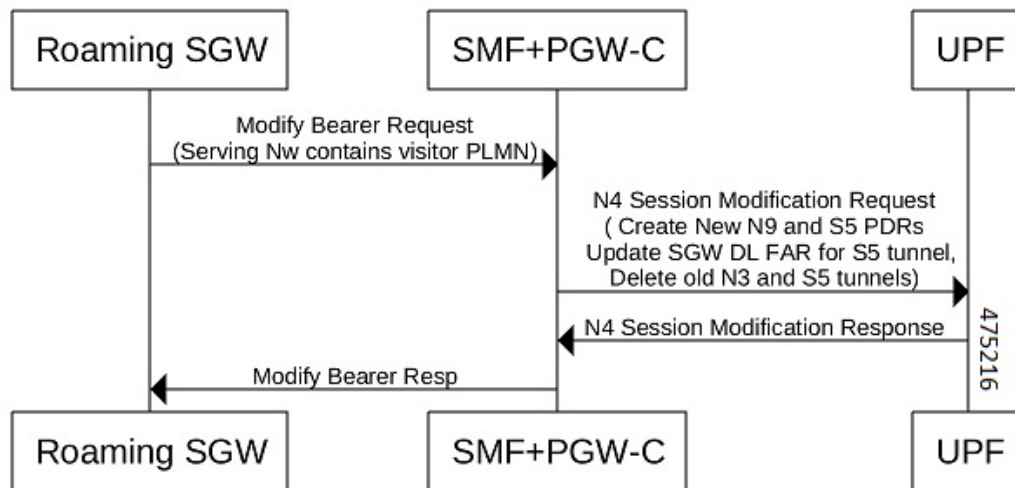 Roaming SGW
SMF+PGW-C
UPF
Modify Bearer Request
(Serving Nw contains visitor PLMN)
N4 Session Modification Request
( Create New N9 and S5 PDRs
Update SGW DL FAR for S5 tunnel,
Delete old N3 and S5 tunnels)
N4 Session Modification Response
475216
Modify Bearer Resp
Roaming SGW
SMF+PGW-C
UPF